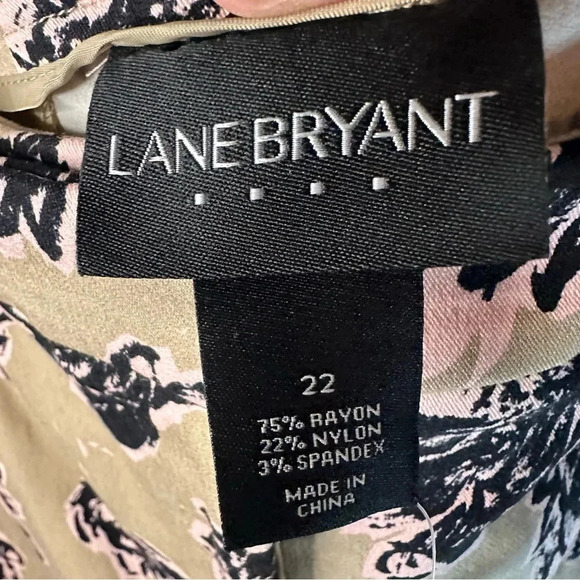 LANE BRYANT
22
75% RAYON
22% NYLON
3% SPANDEX
MADE IN
CHINA